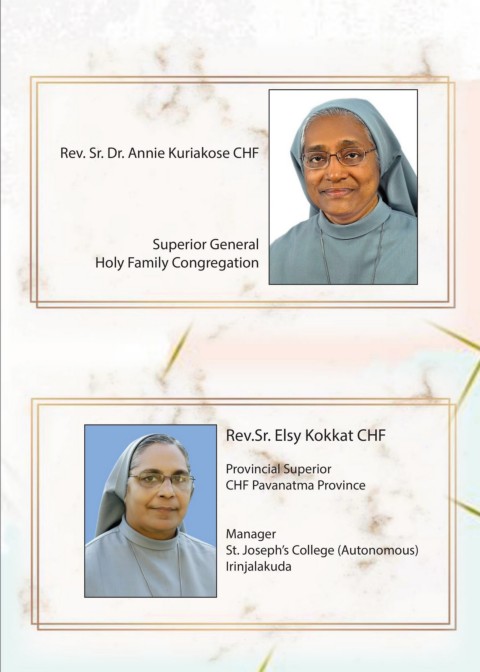 Rev. Sr. Dr. Annie Kuriakose CHF
Superior General
Holy Family Congregation
Rev.Sr. Elsy Kokkat CHF
Provincial Superior
CHF Pavanatma Province
Manager
St. Joseph’s College (Autonomous)
Irinjalakuda